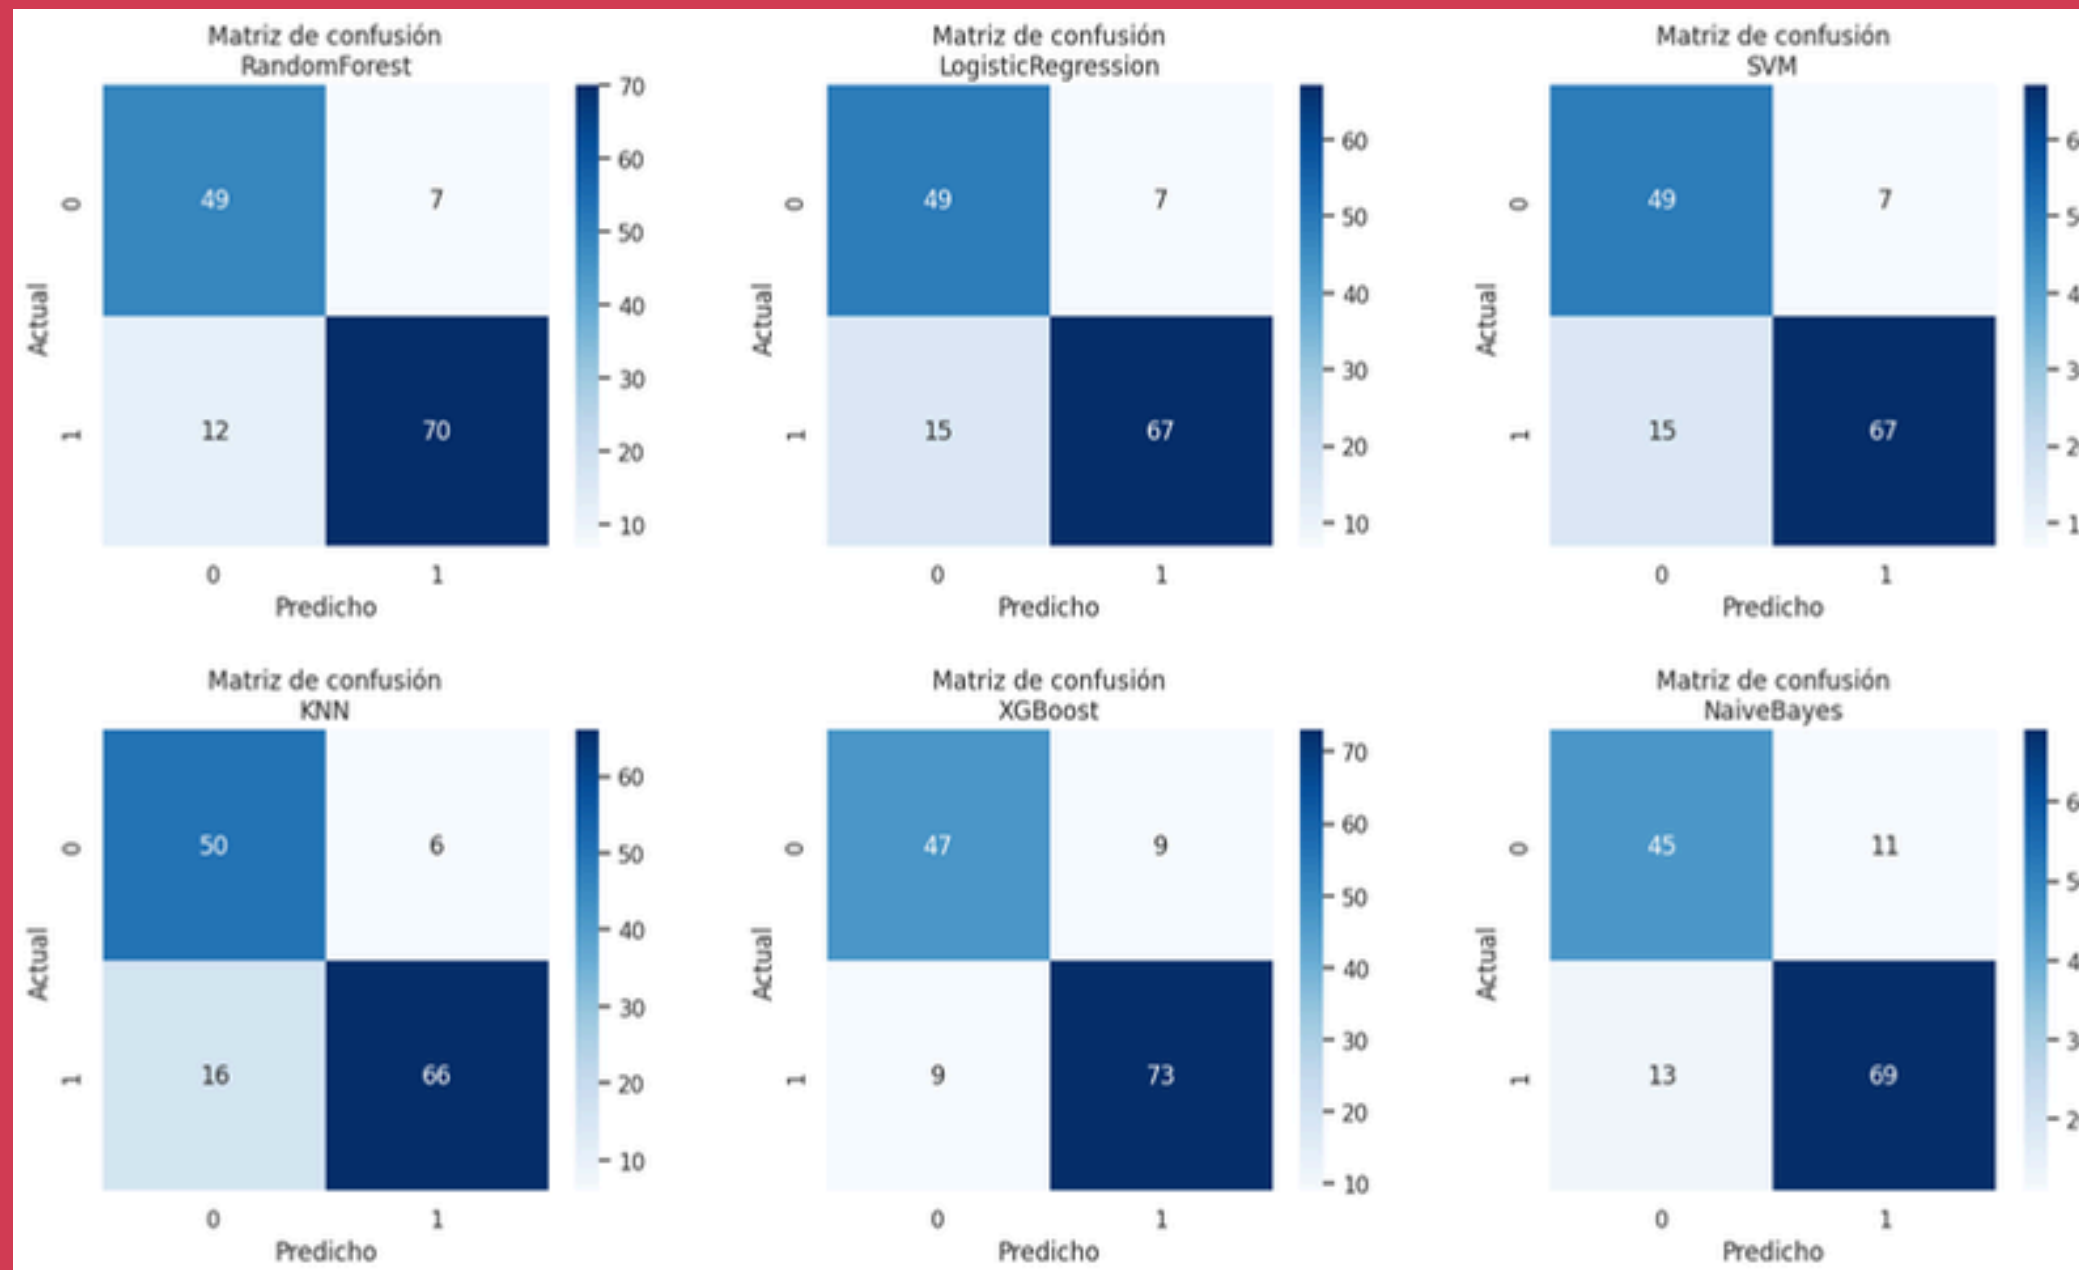 Matriz de confusión
RandomForest
70
60
50
40
30
20
10
49 7
12 70
0
1
Actual
0 1
Predicho
Matriz de confusión
LogisticRegression
60
50
40
30
20
10
49 7
15 67
0
1
Actual
0 1
Predicho
Matriz de confusión
SVM
49 7
15 67
0
1
Actual
0 1
Predicho
Matriz de confusión
KNN
60
50
40
30
20
10
50 6
16 66
0
1
Actual
0 1
Predicho
Matriz de confusión
XGBoost
70
60
50
40
30
20
10
47 9
9 73
0
1
Actual
0 1
Predicho
Matriz de confusión
NaiveBayes
45 11
13 69
0
1
Actual
0 1
Predicho